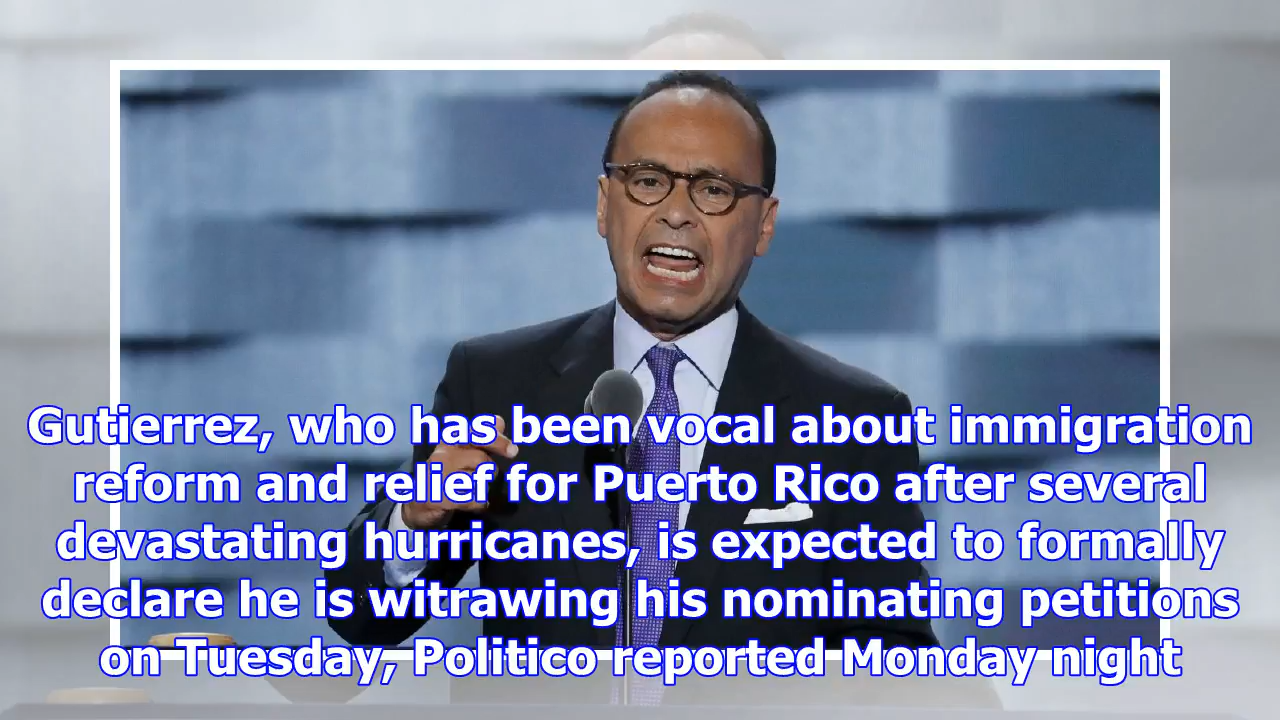 Gutierrez, who has been vocal about immigration
reform and relief for Puerto Rico after several
devastating hurricanes, is expected to formally
declare he is witrawing his nominating petitions
on Tuesday, Politico reported Monday night